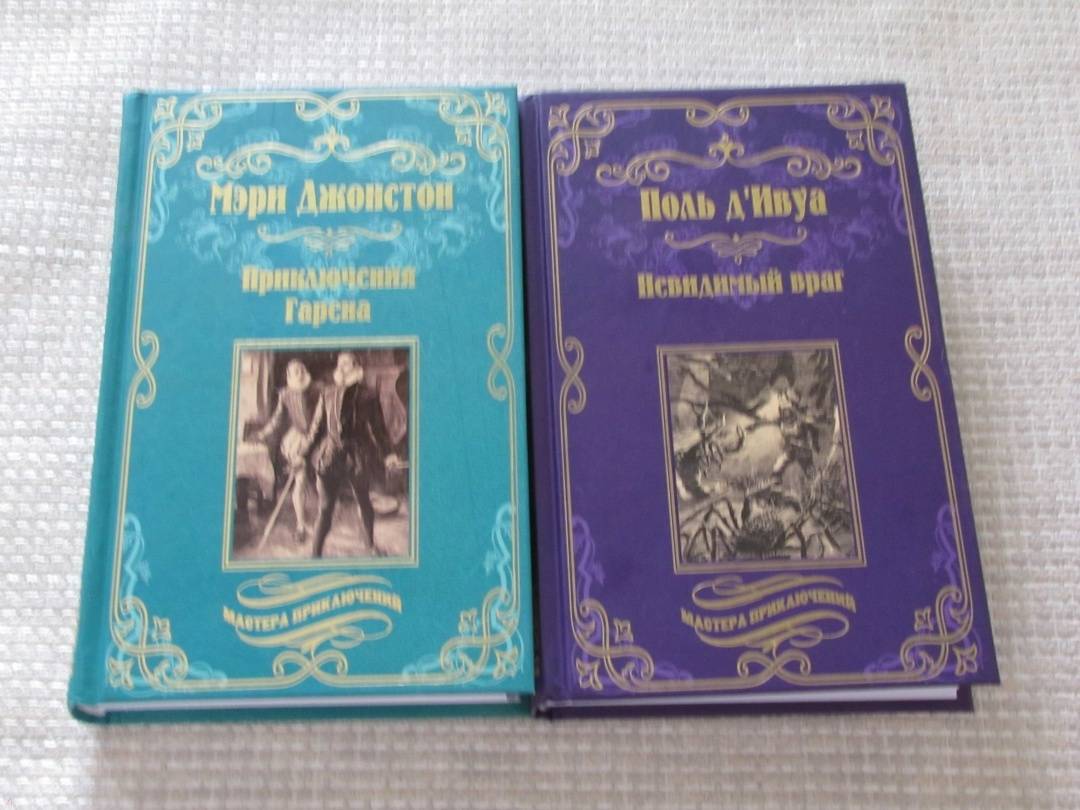 Мэри Джонстон
Приключения
Гарена
МАСТЕРА ПРИКЛЮЧЕНИЙ
Поль д'Ивуа
Невидимый враг
МАСТЕРА ПРИКЛЮЧЕНИЙ